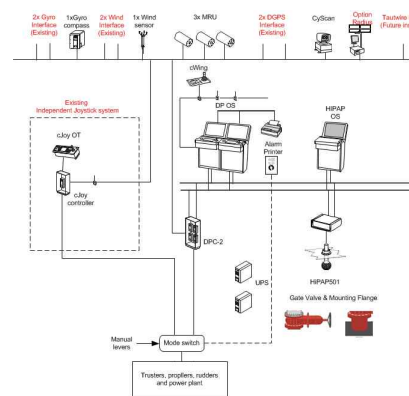 2x Gyro
Interface
(Existing)
1xGyro
compass
2x Wind
Interface
(Existing)
1x Wind
sensor
3x MRU
2x DGPS
Interface
(Existing)
CyScan
Option
Radius
Tautwire
(Future ins
cWing
DP OS
Alarm
Printer
HiPAP
OS
Existing
Independent Joystick system
cJoy OT
cJoy
controller
DPC-2
UPS
HiPAP501
Gate Valve & Mounting Flange
Manual
levers
Mode switch
Trusters, propllers, rudders
and power plant